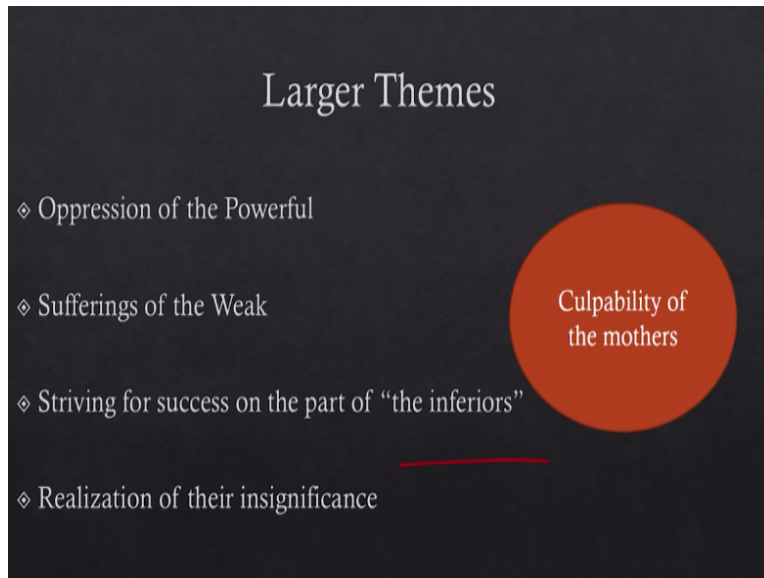 Larger Themes
Oppression of the Powerful
Sufferings of the Weak
Striving for success on the part of “the inferiors”
Realization of their insignificance
Culpability of
the mothers